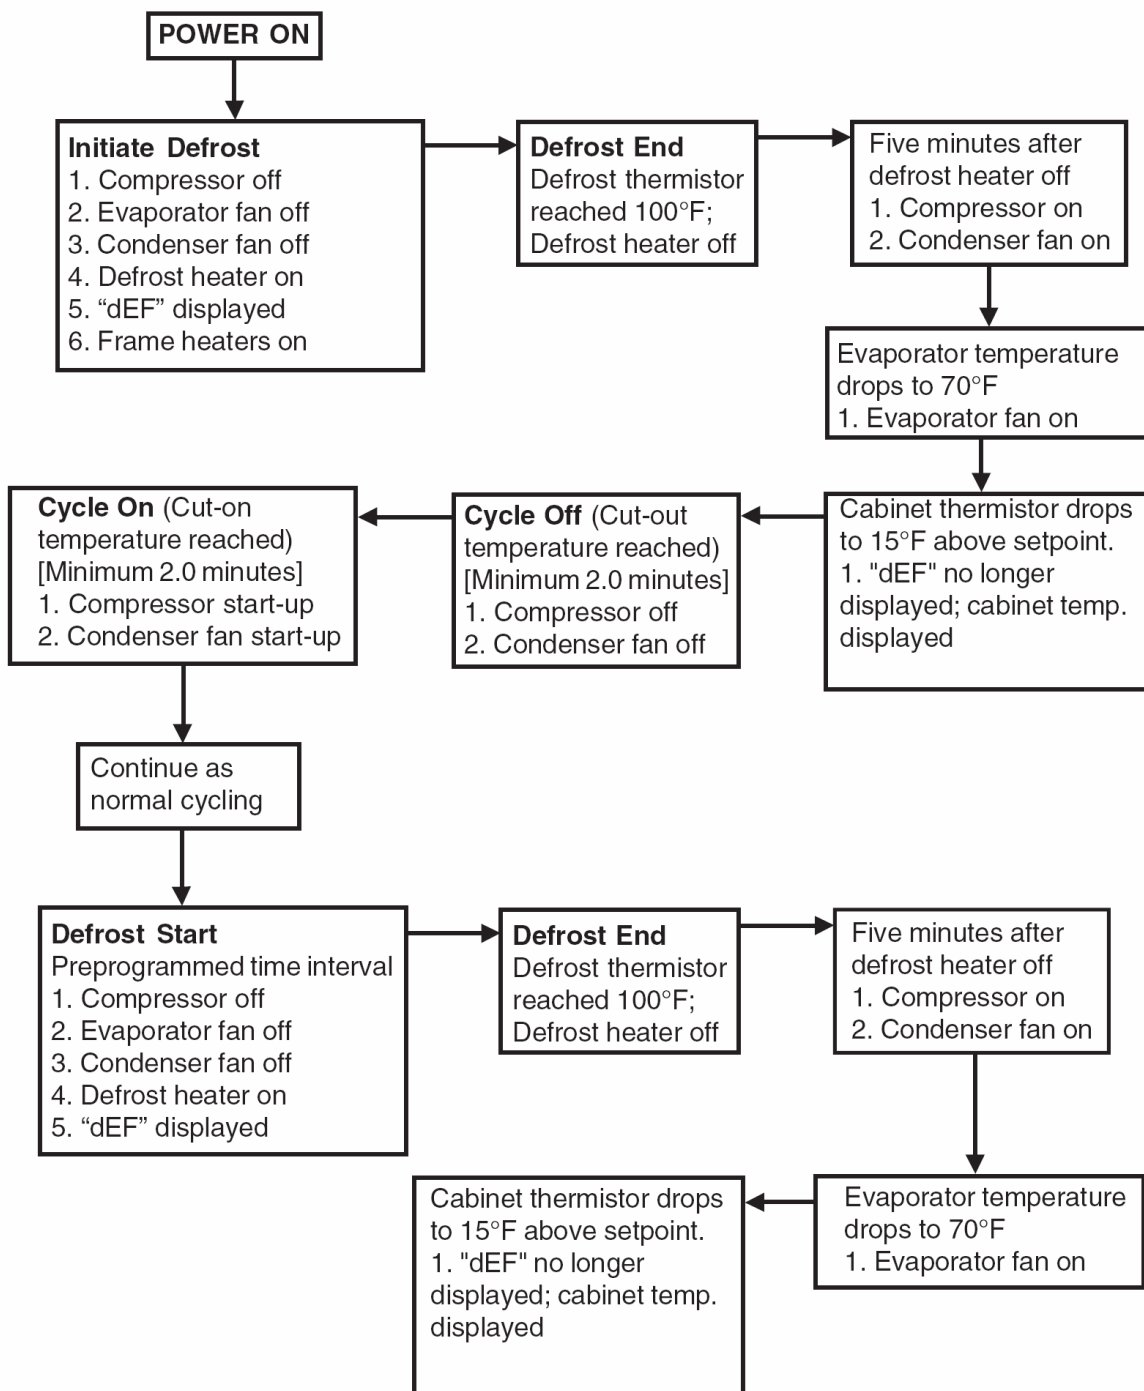 POWER ON
Initiate Defrost
1. Compressor off
2. Evaporator fan off
3. Condenser fan off
4. Defrost heater on
5. “dEF” displayed
6. Frame heaters on
Defrost End
Defrost thermistor
reached 100°F;
Defrost heater off
Five minutes after
defrost heater off
1. Compressor on
2. Condenser fan on
Evaporator temperature
drops to 70°F
1. Evaporator fan on
Cabinet thermistor drops
to 15°F above setpoint.
1. "dEF" no longer
displayed; cabinet temp.
displayed
Cycle Off (Cut-out
temperature reached)
[Minimum 2.0 minutes]
1. Compressor off
2. Condenser fan off
Cycle On (Cut-on
temperature reached)
[Minimum 2.0 minutes]
1. Compressor start-up
2. Condenser fan start-up
Continue as
normal cycling
Defrost Start
Preprogrammed time interval
1. Compressor off
2. Evaporator fan off
3. Condenser fan off
4. Defrost heater on
5. “dEF” displayed
Defrost End
Defrost thermistor
reached 100°F;
Defrost heater off
Five minutes after
defrost heater off
1. Compressor on
2. Condenser fan on
Evaporator temperature
drops to 70°F
1. Evaporator fan on
Cabinet thermistor drops
to 15°F above setpoint.
1. "dEF" no longer
displayed; cabinet temp.
displayed